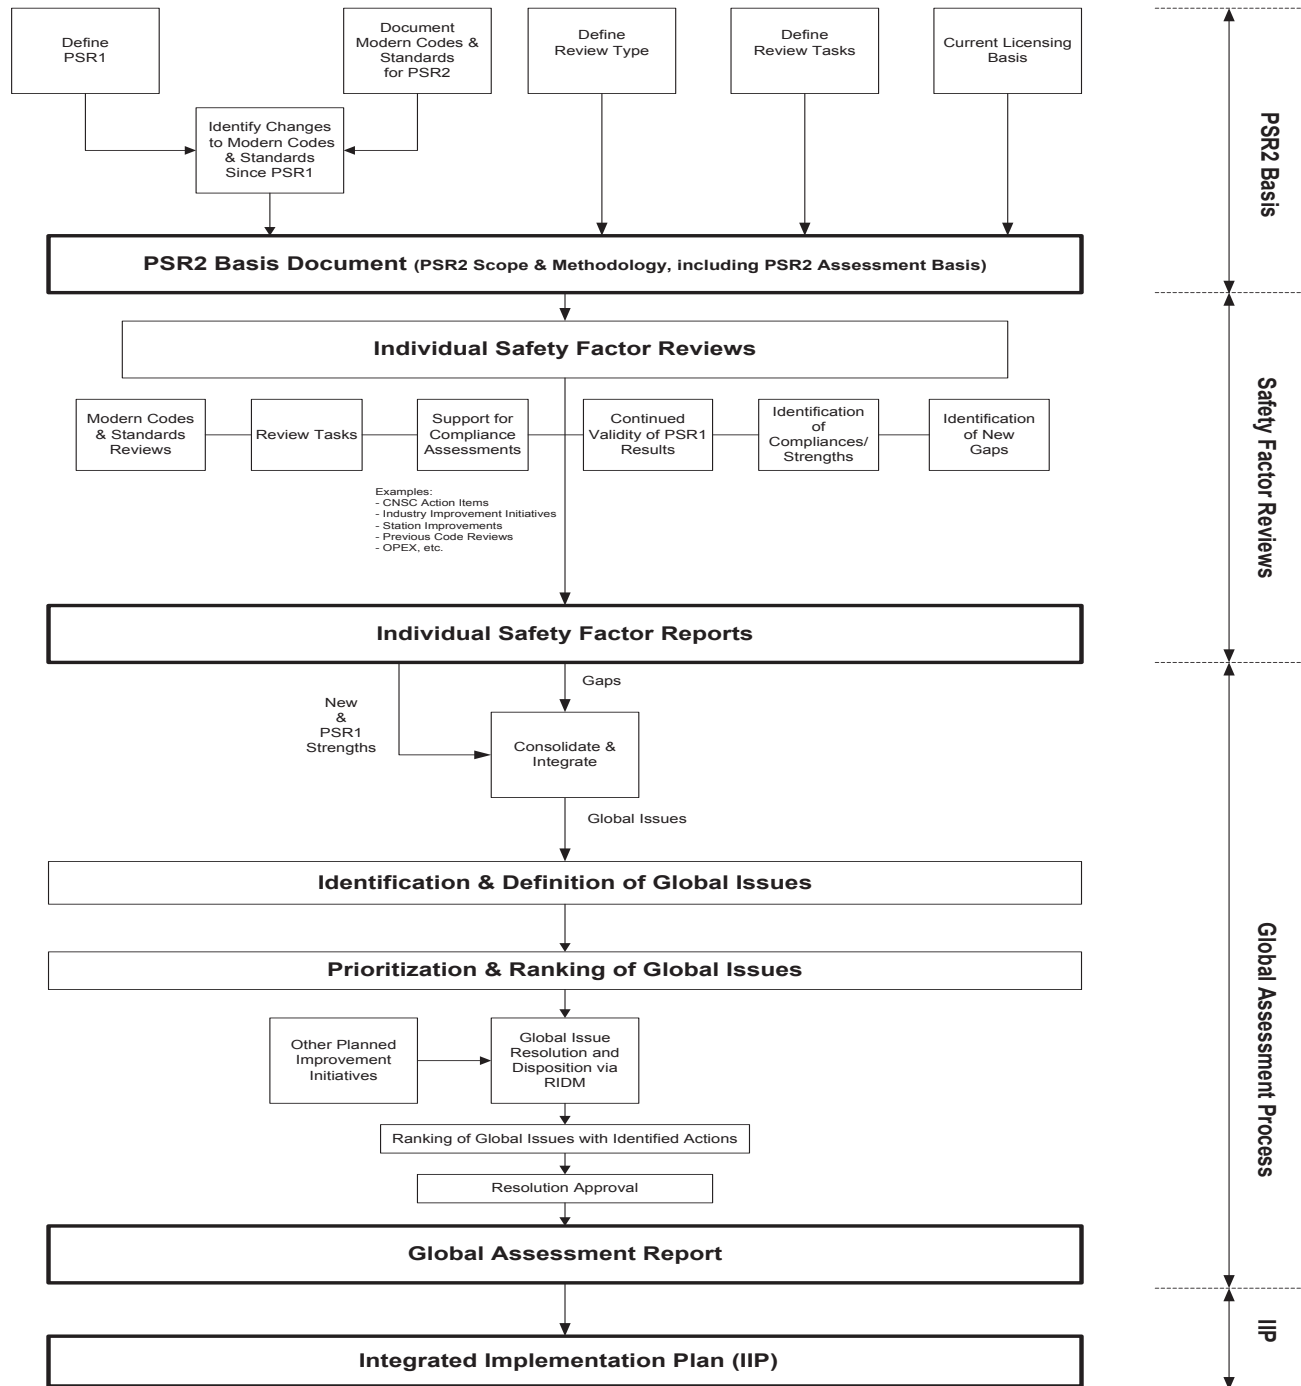 Define
PSR1
Document
Modern Codes &
Standards
for PSR2
Define
Review Type
Define
Review Tasks
Current Licensing
Basis
Identify Changes
to Modern Codes
& Standards
Since PSR1
PSR2 Basis
PSR2 Basis Document (PSR2 Scope & Methodology, including PSR2 Assessment Basis)
Individual Safety Factor Reviews
Modern Codes
& Standards
Reviews
Review Tasks
Support for
Compliance
Assessments
Continued
Validity of PSR1
Results
Identification
of
Compliances/
Strengths
Identification
of New
Gaps
Examples:
- CNSC Action Items
- Industry Improvement Initiatives
- Station Improvements
- Previous Code Reviews
- OPEX, etc.
Safety Factor Reviews
Individual Safety Factor Reports
New
&
PSR1
Strengths
Gaps
Consolidate &
Integrate
Global Issues
Identification & Definition of Global Issues
Prioritization & Ranking of Global Issues
Other Planned
Improvement
Initiatives
Global Issue
Resolution and
Disposition via
RIDM
Ranking of Global Issues with Identified Actions
Resolution Approval
Global Assessment Process
Global Assessment Report
IIP
Integrated Implementation Plan (IIP)